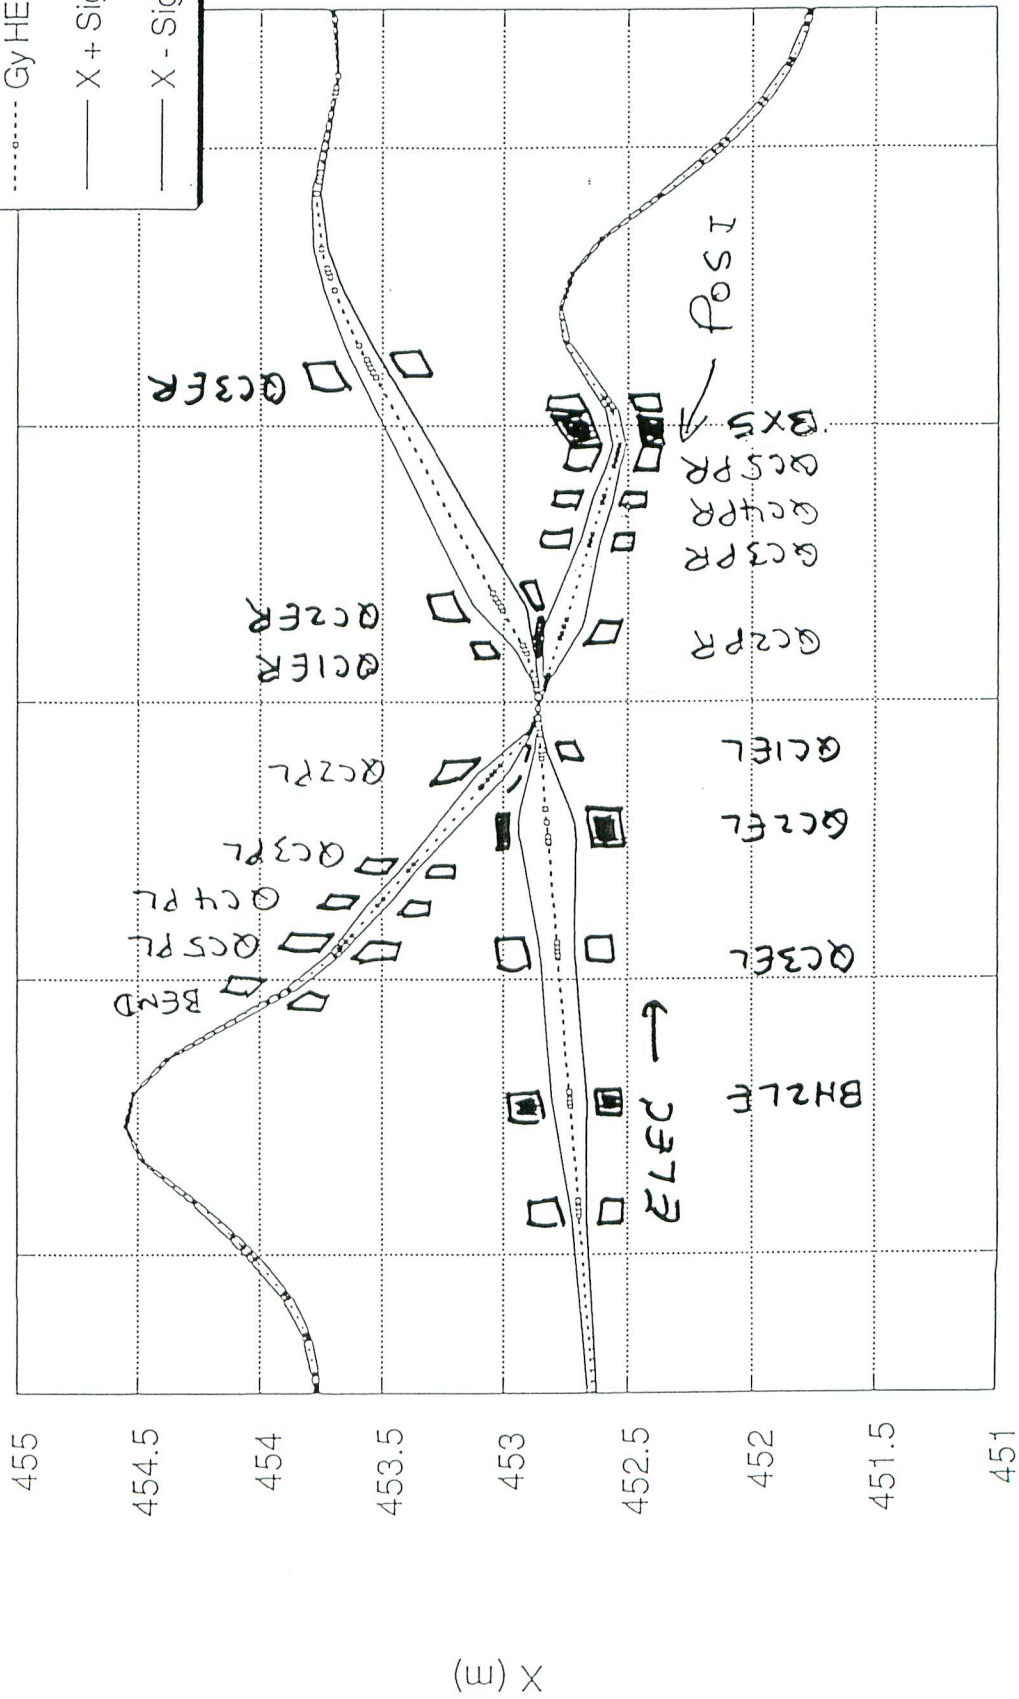 Gy HE
X + Sig
X - Sig
455
454.5
454
453.5
453
452.5
452
451.5
451
X (m)
QC3ER
QC2ER
QC1ER
QC2PL
QC3PL
QC4PL
QC5PL
BEND
POSI
BX5
QC5PR
QC4PR
QC3PR
QC2PR
QC1EL
QC2EL
QC3EL
BH2LE
ELEC